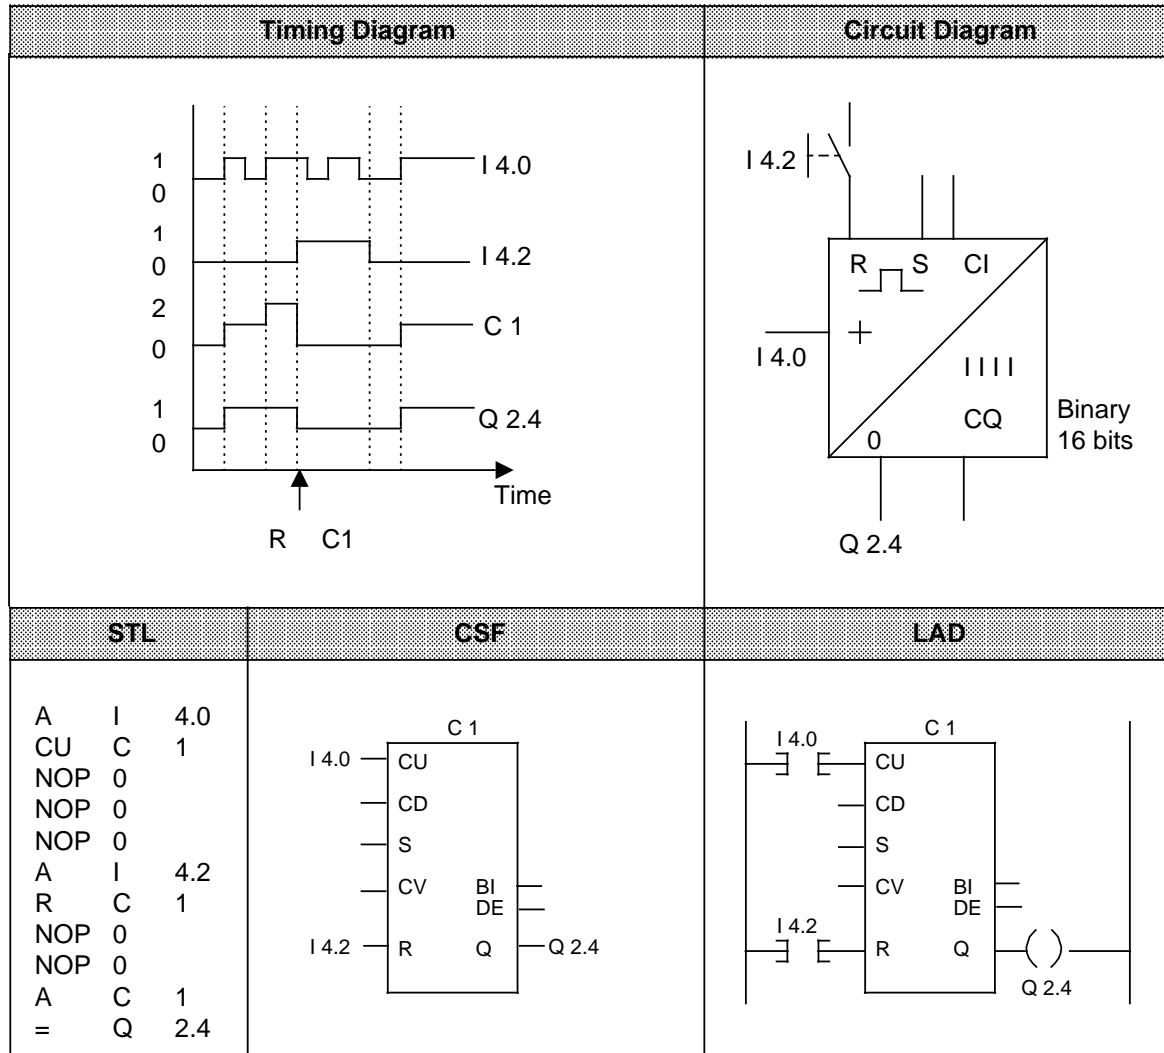 Timing Diagram
Circuit Diagram
1
0
I 4.0
1
0
I 4.2
2
0
C 1
1
0
Q 2.4
Time
R C1
I 4.2
R S CI
+
I 4.0
I I I I
CQ
0
Binary
16 bits
Q 2.4
STL
CSF
LAD
A I 4.0
CU C 1
NOP 0
NOP 0
NOP 0
A I 4.2
R C 1
NOP 0
NOP 0
A C 1
= Q 2.4
C 1
I 4.0 CU
CD
S
CV BI
DE
I 4.2 R Q Q 2.4
C 1
I 4.0
CU
CD
S
CV BI
DE
I 4.2
R Q ( )
Q 2.4